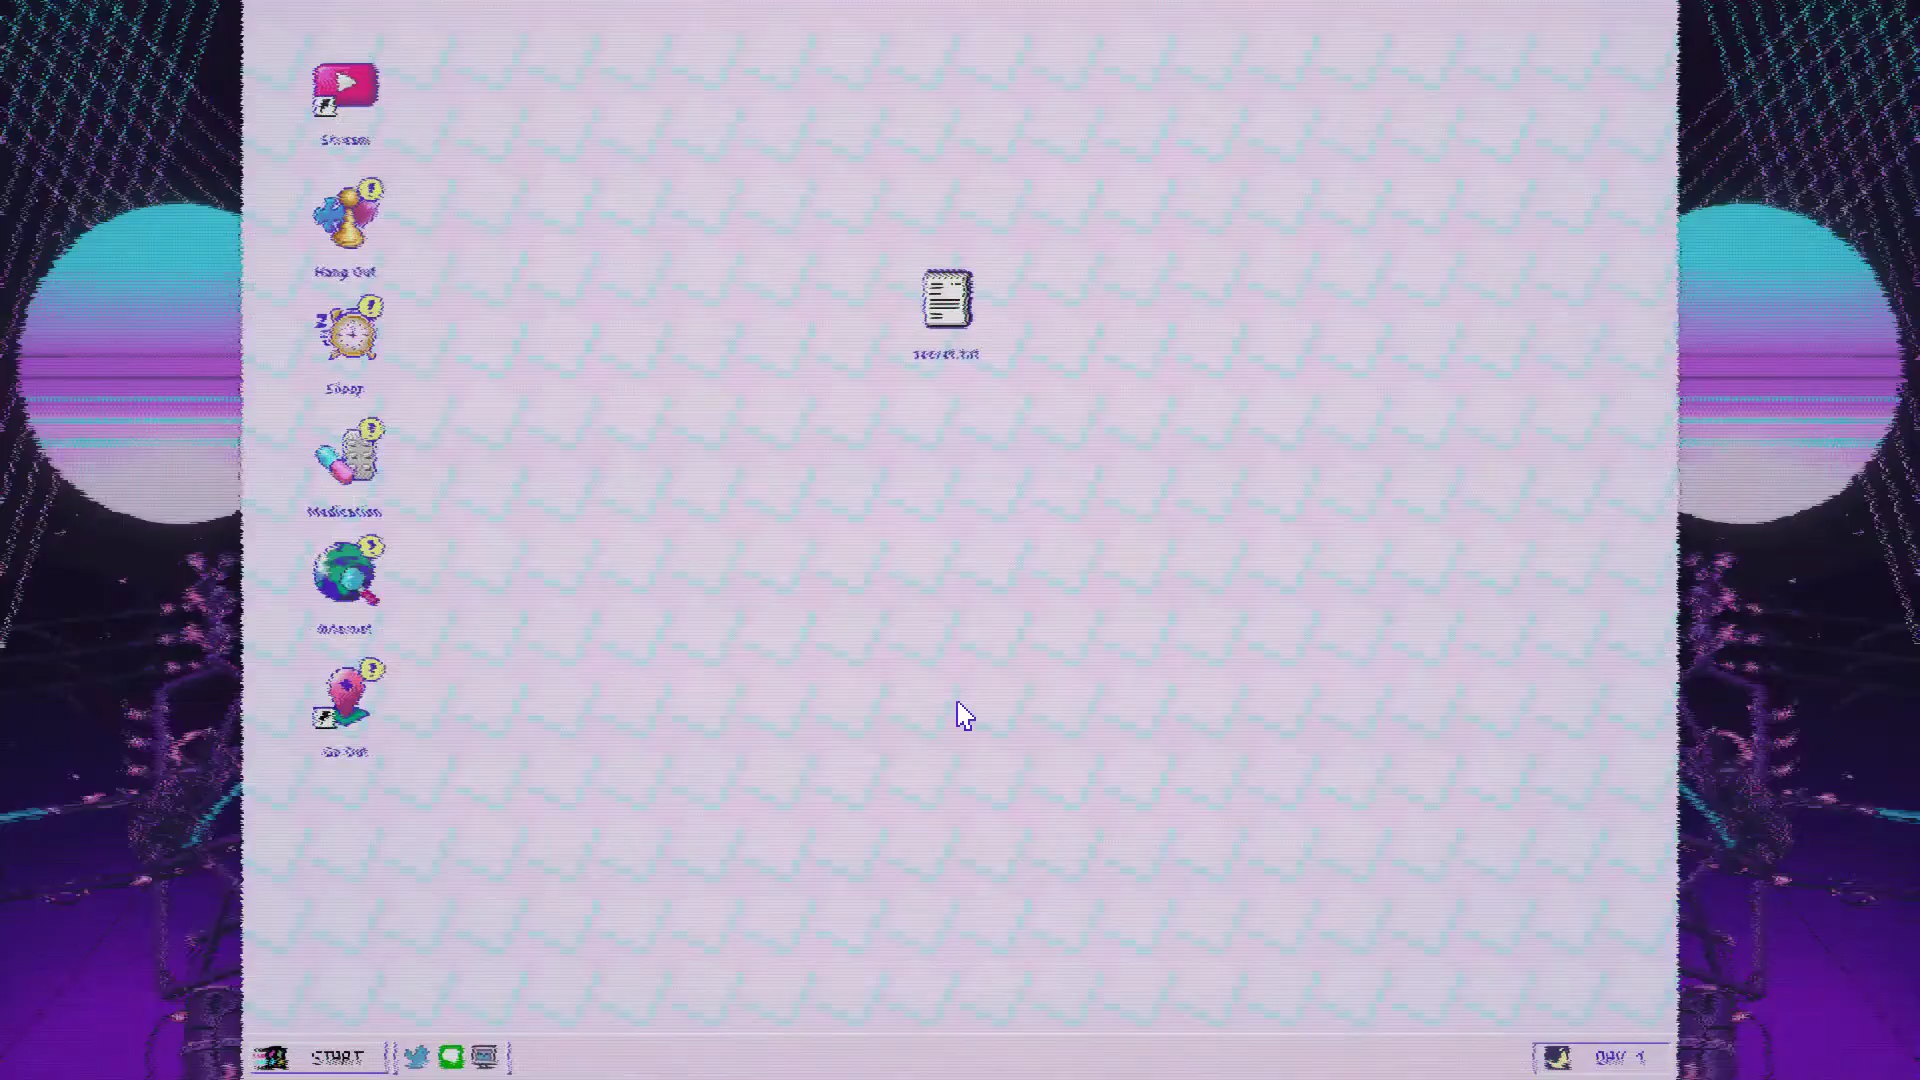 Stream
Hang Out
Sleep
Medication
Internet
Go Out
secret.txt
START
DAY 1